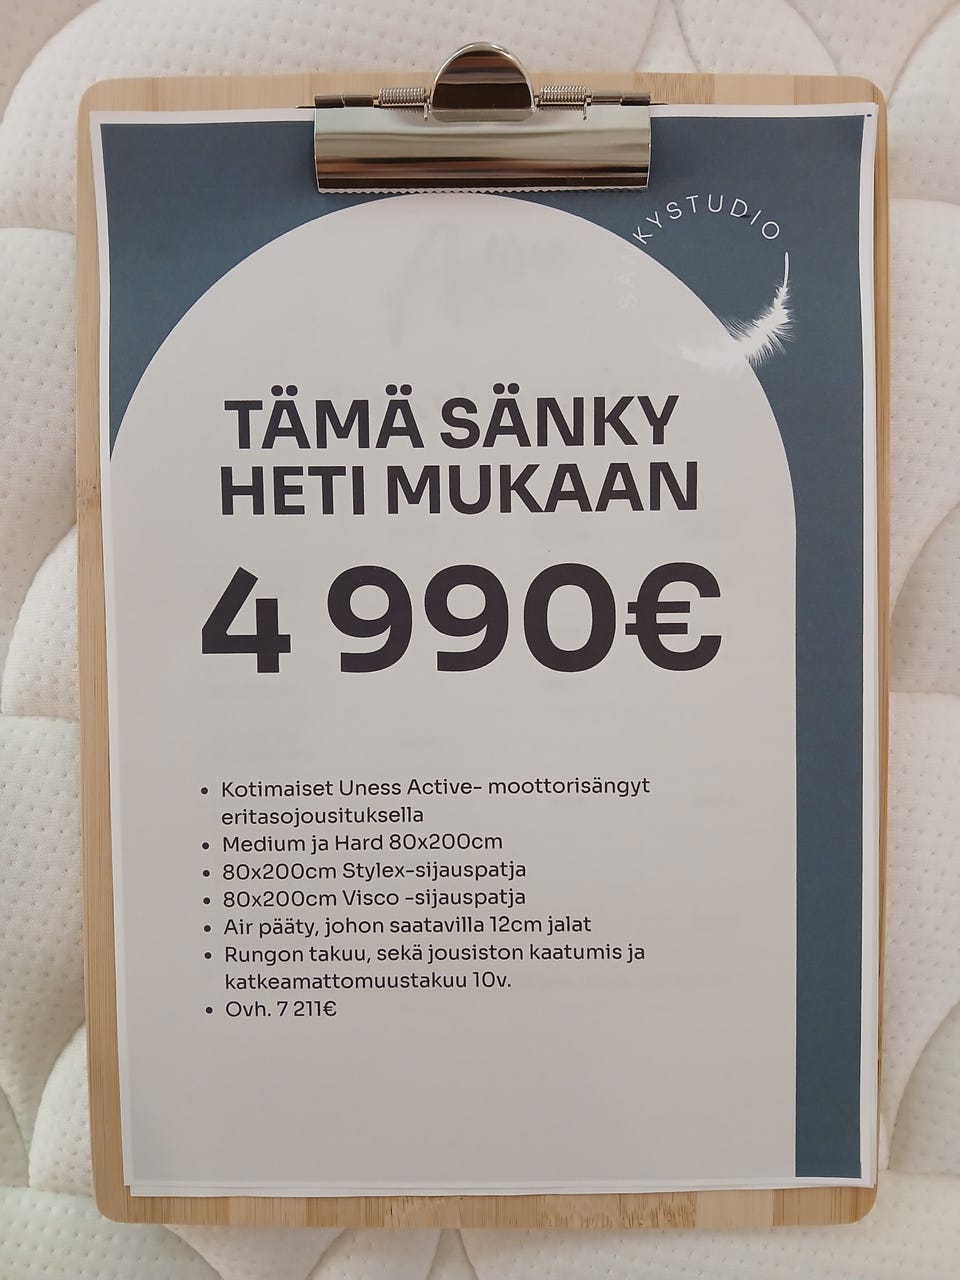 SÄNKYSTUDIO
TÄMÄ SÄNKY
HETI MUKAAN
4 990€
• Kotimaiset Uness Active- moottorisängyt
eritasojousituksella
• Medium ja Hard 80x200cm
• 80x200cm Stylex-sijauspatja
• 80x200cm Visco -sijauspatja
• Air pääty, johon saatavilla 12cm jalat
• Rungon takuu, sekä jousiston kaatumis ja
katkeamattomuustakuu 10v.
• Ovh. 7 211€